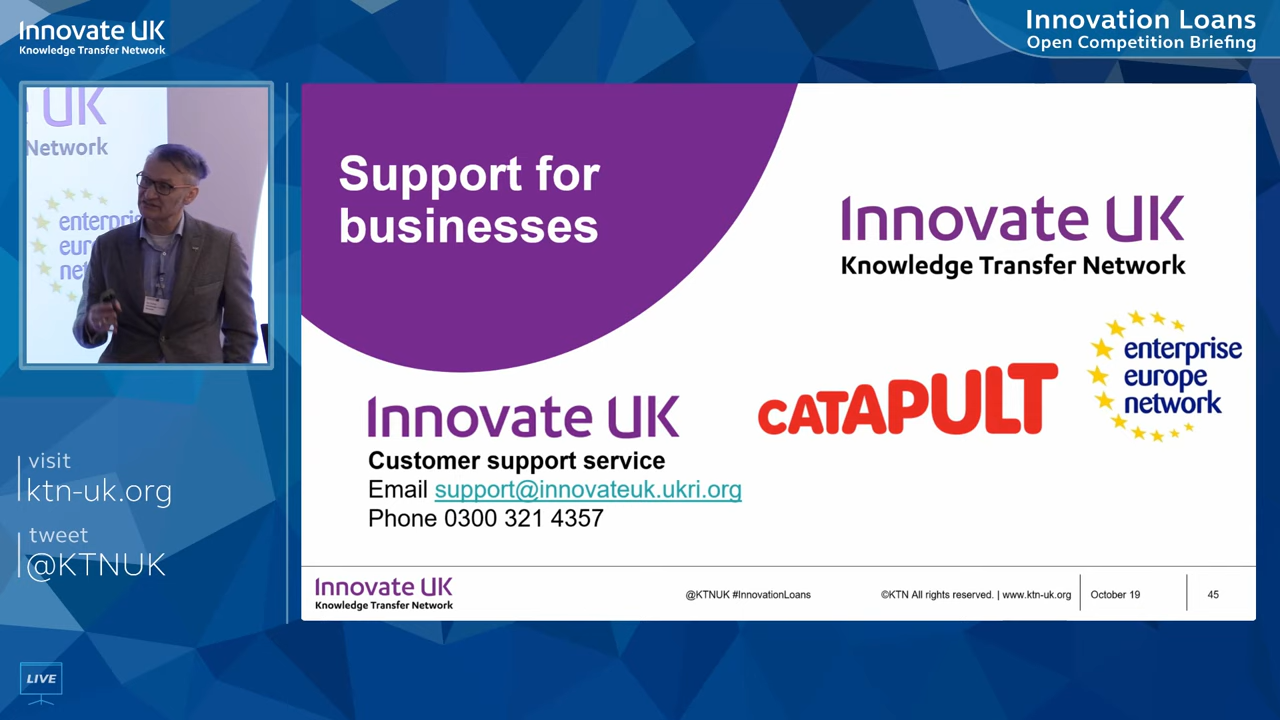 Innovate UK
Knowledge Transfer Network
Innovation Loans
Open Competition Briefing
UK
Network
enterpri
eur
net
Support for
businesses
Innovate UK
Knowledge Transfer Network
CATAPULT
enterprise
europe
network
Innovate UK
Customer support service
Email support@innovateuk.ukri.org
Phone 0300 321 4357
visit
ktn-uk.org
tweet
@KTNUK
Innovate UK
Knowledge Transfer Network
@KTNUK #InnovationLoans
©KTN All rights reserved. | www.ktn-uk.org
October 19
45
LIVE